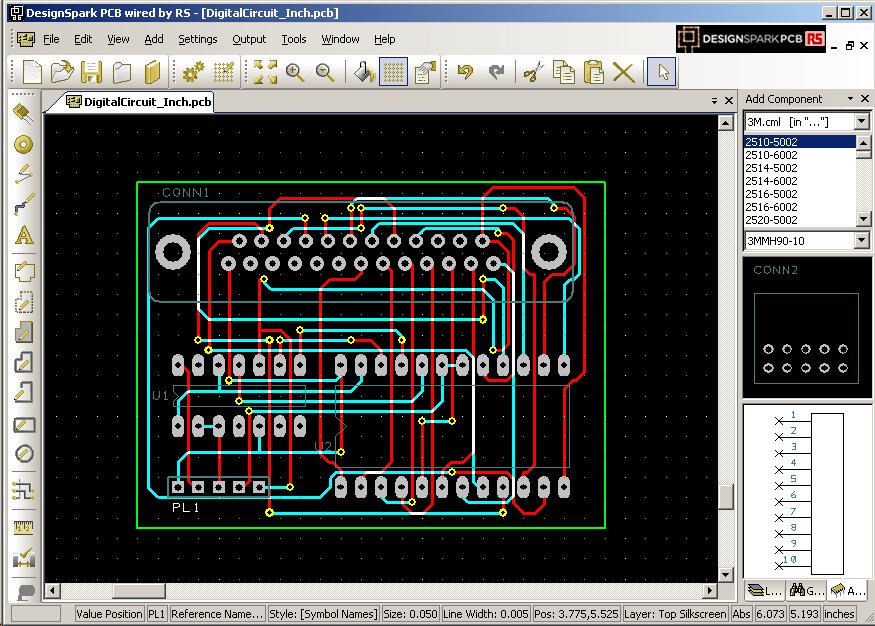 DesignSpark PCB wired by RS - [DigitalCircuit_Inch.pcb]
File Edit View Add Settings Output Tools Window Help
DESIGNSPARKPCB RS
DigitalCircuit_Inch.pcb
Add Component
3M.cml [in "..."]
2510-5002
2510-6002
2514-5002
2514-6002
2516-5002
2516-6002
2520-5002
3MMH90-10
CONN1
U1
U2
PL1
CONN2
1
2
3
4
5
6
7
8
9
10
L... G... A...
Value Position PL1 Reference Name... Style: [Symbol Names] Size: 0.050 Line Width: 0.005 Pos: 3.775,5.525 Layer: Top Silkscreen Abs 6.073 5.193 inches